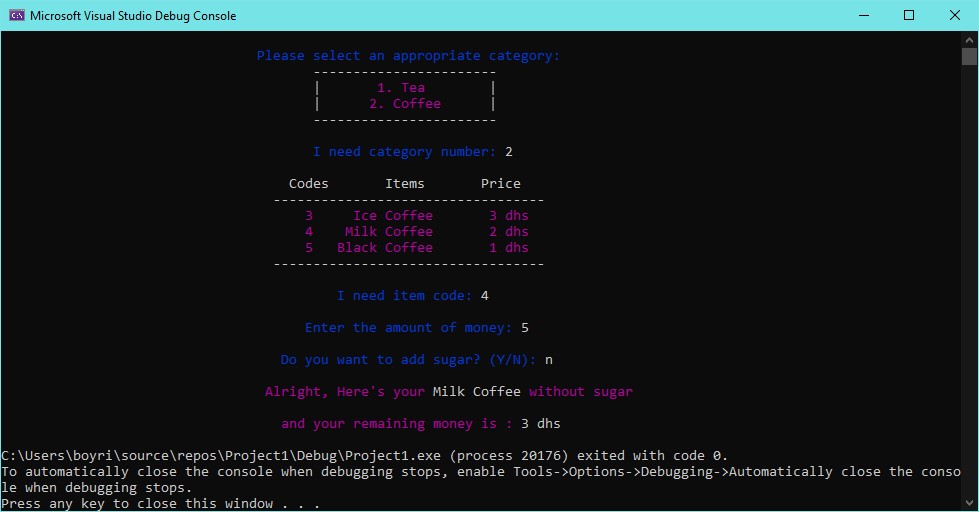 Microsoft Visual Studio Debug Console
Please select an appropriate category:
-----------------------
| 1. Tea |
| 2. Coffee |
-----------------------
I need category number: 2
Codes Items Price
----------------------------------
3 Ice Coffee 3 dhs
4 Milk Coffee 2 dhs
5 Black Coffee 1 dhs
----------------------------------
I need item code: 4
Enter the amount of money: 5
Do you want to add sugar? (Y/N): n
Alright, Here's your Milk Coffee without sugar
and your remaining money is : 3 dhs
C:\Users\boyri\source\repos\Project1\Debug\Project1.exe (process 20176) exited with code 0.
To automatically close the console when debugging stops, enable Tools->Options->Debugging->Automatically close the conso
le when debugging stops.
Press any key to close this window . . .